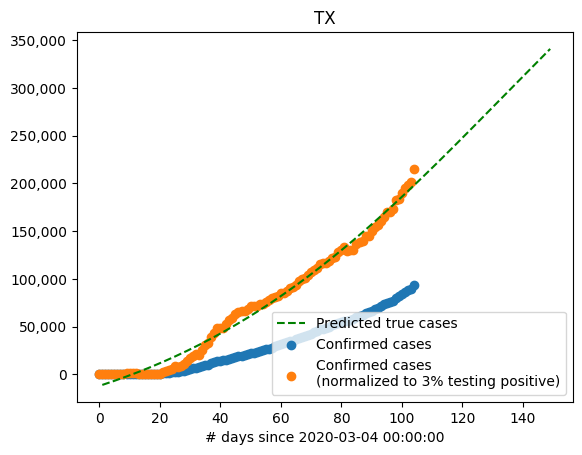 TX
350,000
300,000
250,000
200,000
150,000
100,000
50,000
0
0 20 40 60 80 100 120 140
# days since 2020-03-04 00:00:00
Predicted true cases
Confirmed cases
Confirmed cases
(normalized to 3% testing positive)